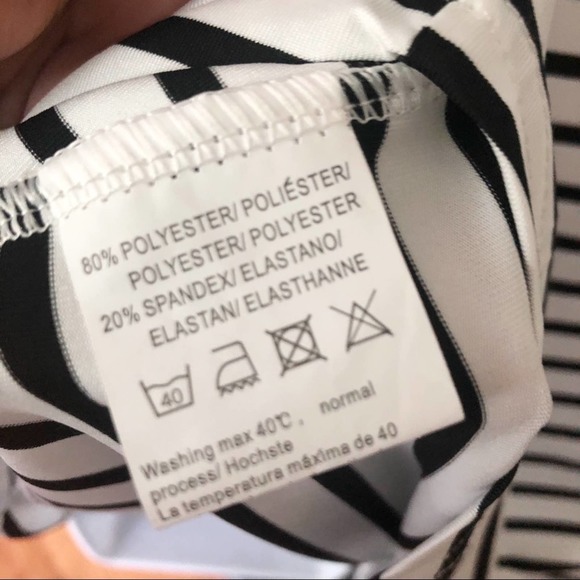 80% POLYESTER/ POLIÉSTER/
POLYESTER/ POLYESTER
20% SPANDEX/ ELASTANO/
ELASTAN/ ELASTHANNE
40
Washing max 40℃ , normal
process/ Hochste
La temperatura máxima de 40